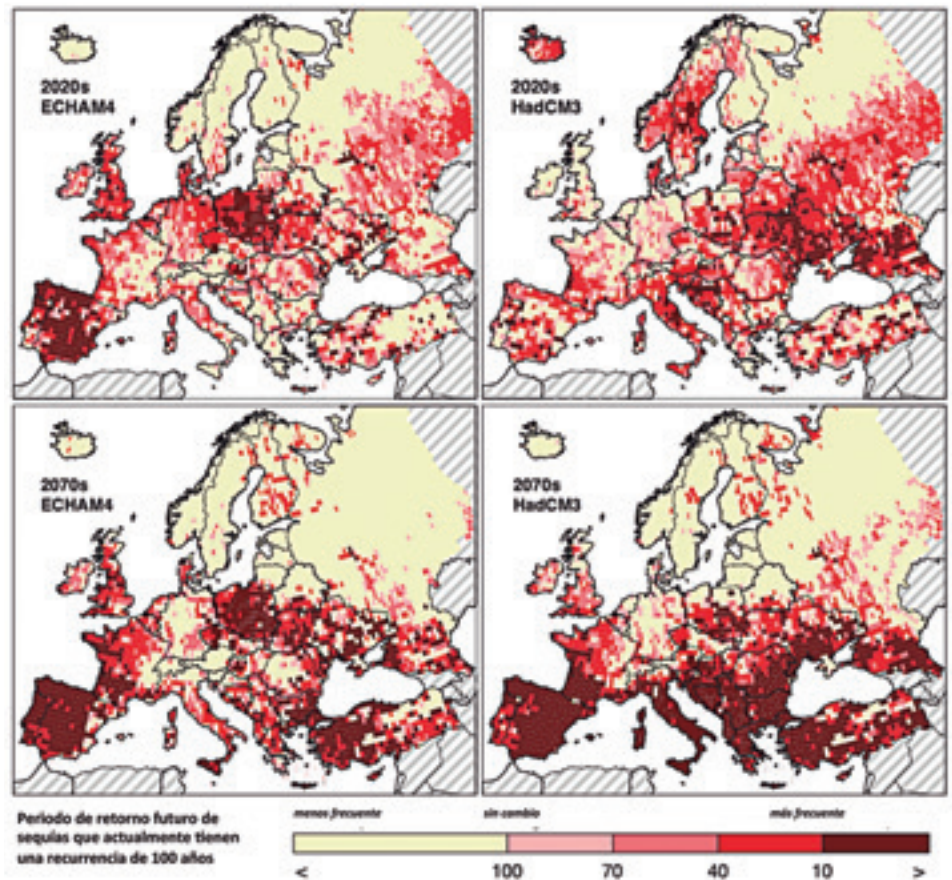 2020s
ECHAM4
2020s
HadCM3
2070s
ECHAM4
2070s
HadCM3
Periodo de retorno futuro de
sequías que actualmente tienen
una recurrencia de 100 años
menos frecuente sin cambio más frecuente
< 100 70 40 10 >